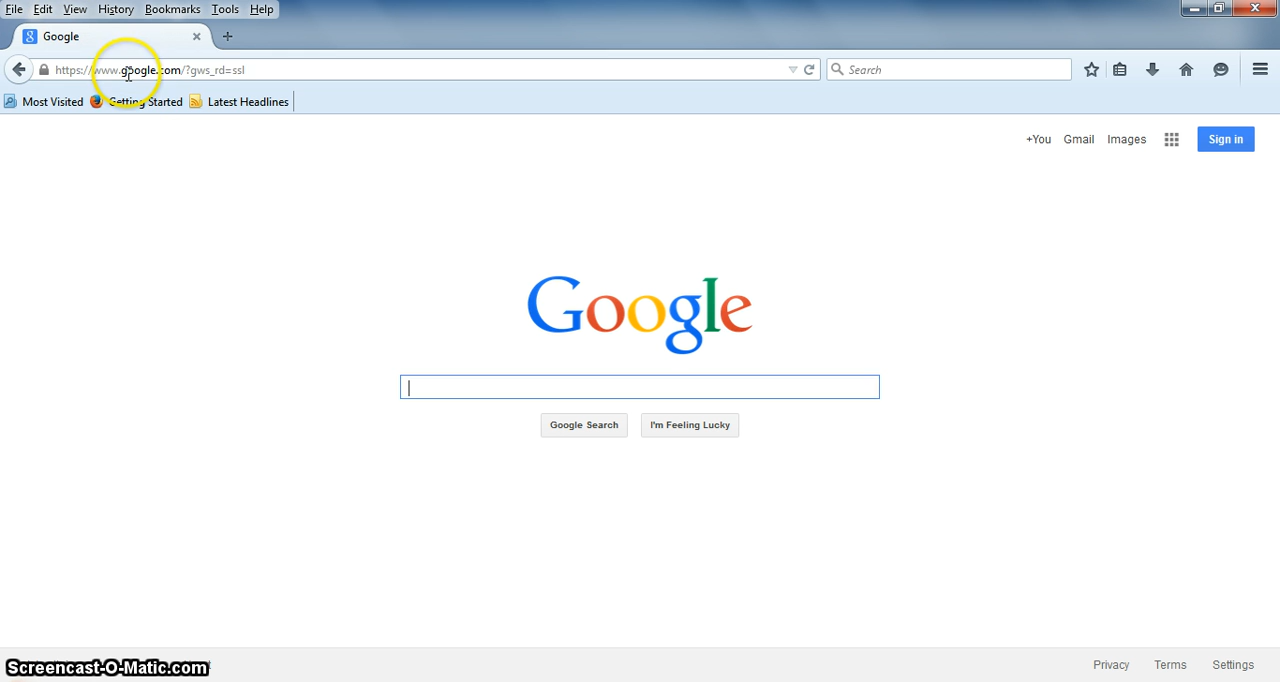 File Edit View History Bookmarks Tools Help
Google
https://www.google.com/?gws_rd=ssl
Search
Most Visited Getting Started Latest Headlines
+You Gmail Images Sign in
Google
Google Search I'm Feeling Lucky
Screencast-O-Matic.com
Privacy Terms Settings